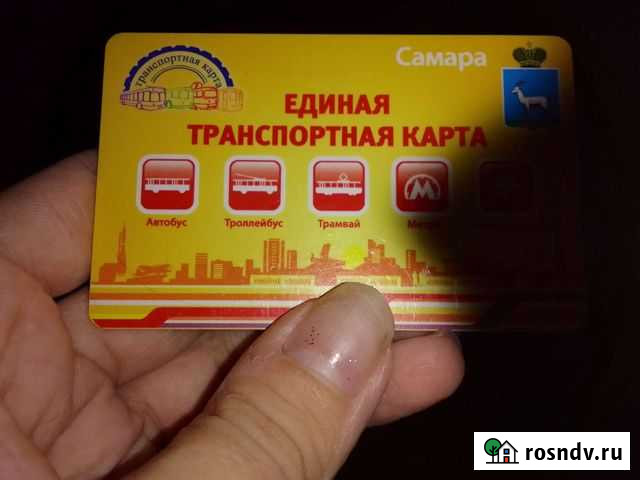 транспортная карта
Самара
ЕДИНАЯ
ТРАНСПОРТНАЯ КАРТА
Автобус
Троллейбус
Трамвай
rosndv.ru